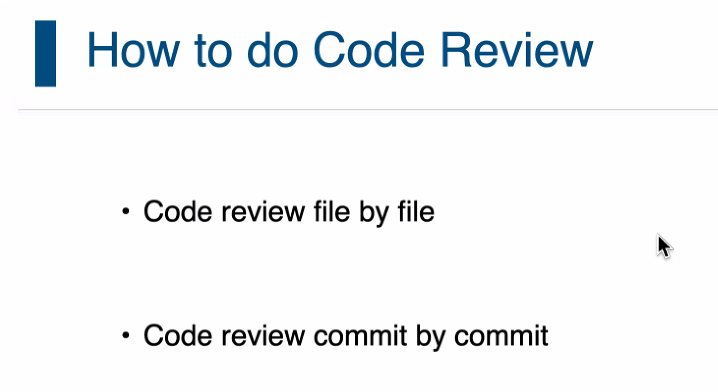 How to do Code Review
• Code review file by file
• Code review commit by commit